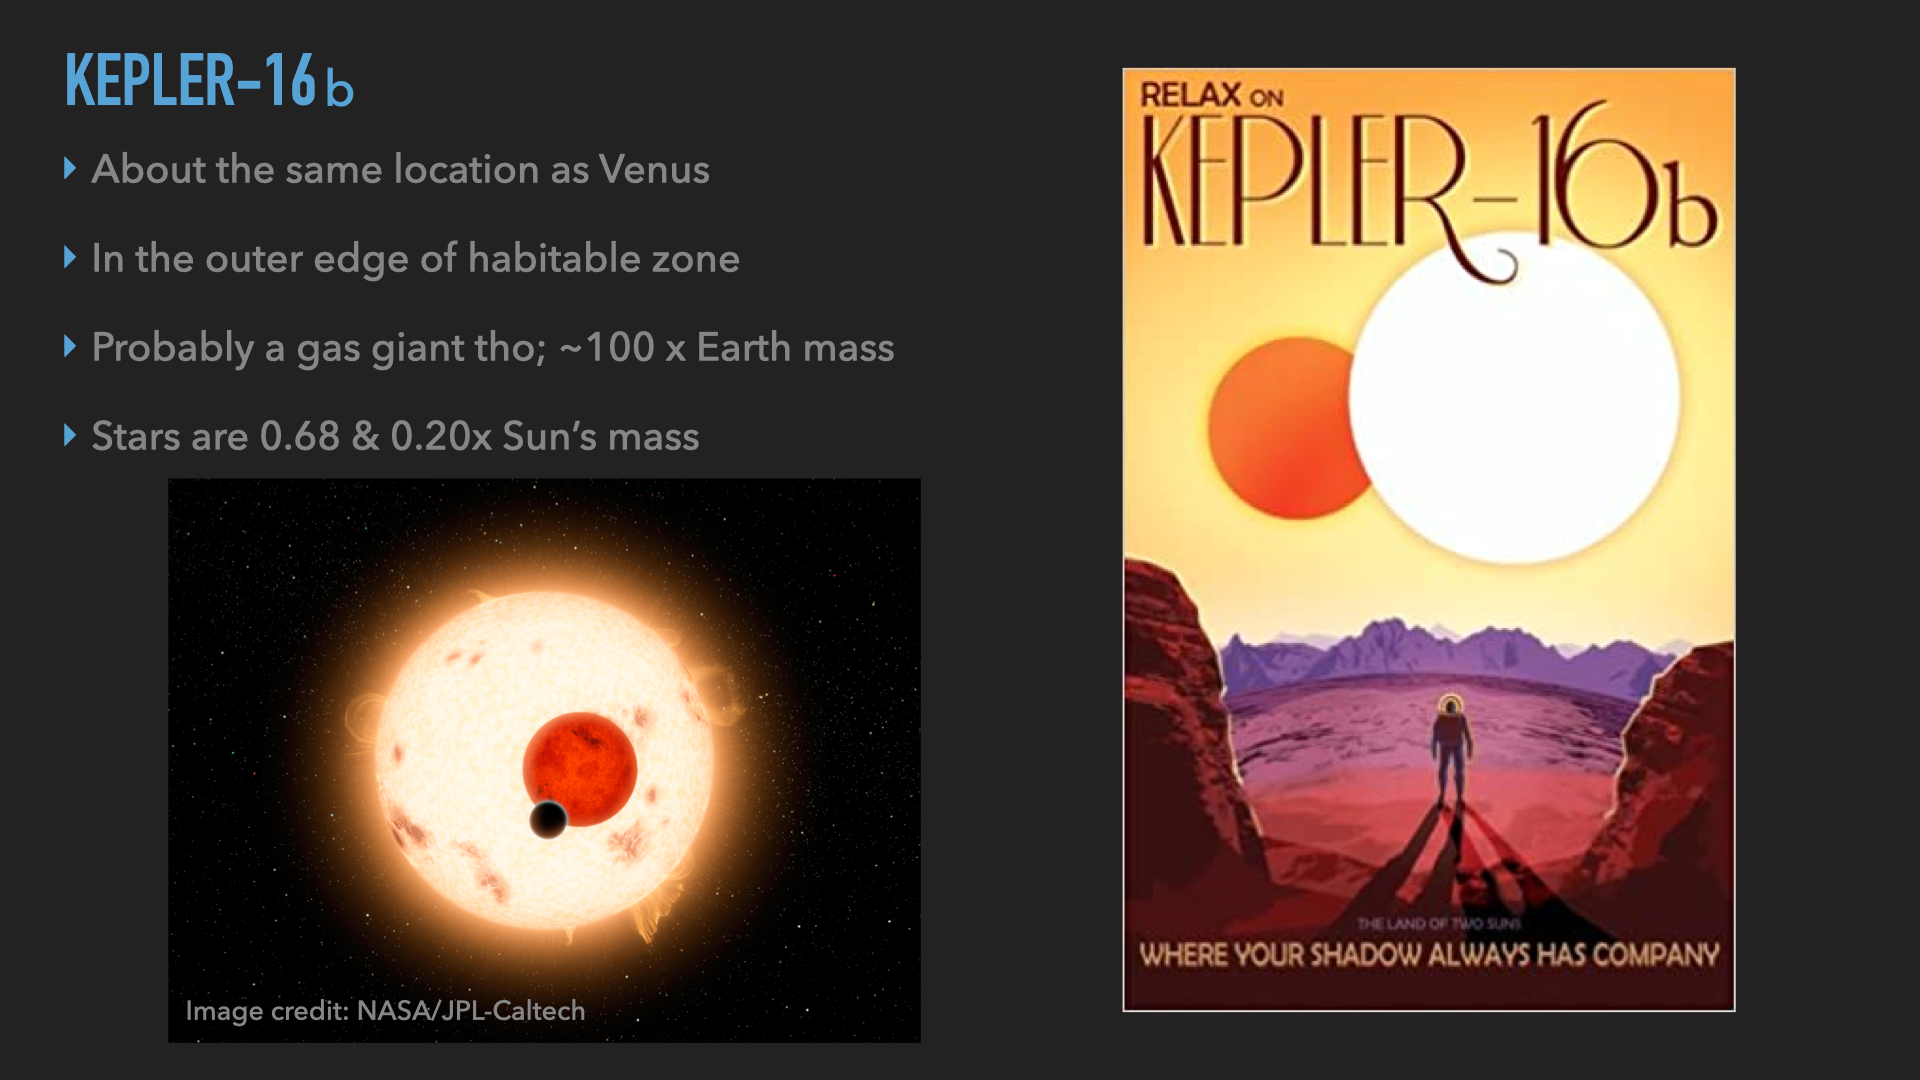 KEPLER-16 b
About the same location as Venus
In the outer edge of habitable zone
Probably a gas giant tho; ~100 x Earth mass
Stars are 0.68 & 0.20x Sun’s mass
Image credit: NASA/JPL-Caltech
RELAX ON
KEPLER-16b
THE LAND OF TWO SUNS
WHERE YOUR SHADOW ALWAYS HAS COMPANY